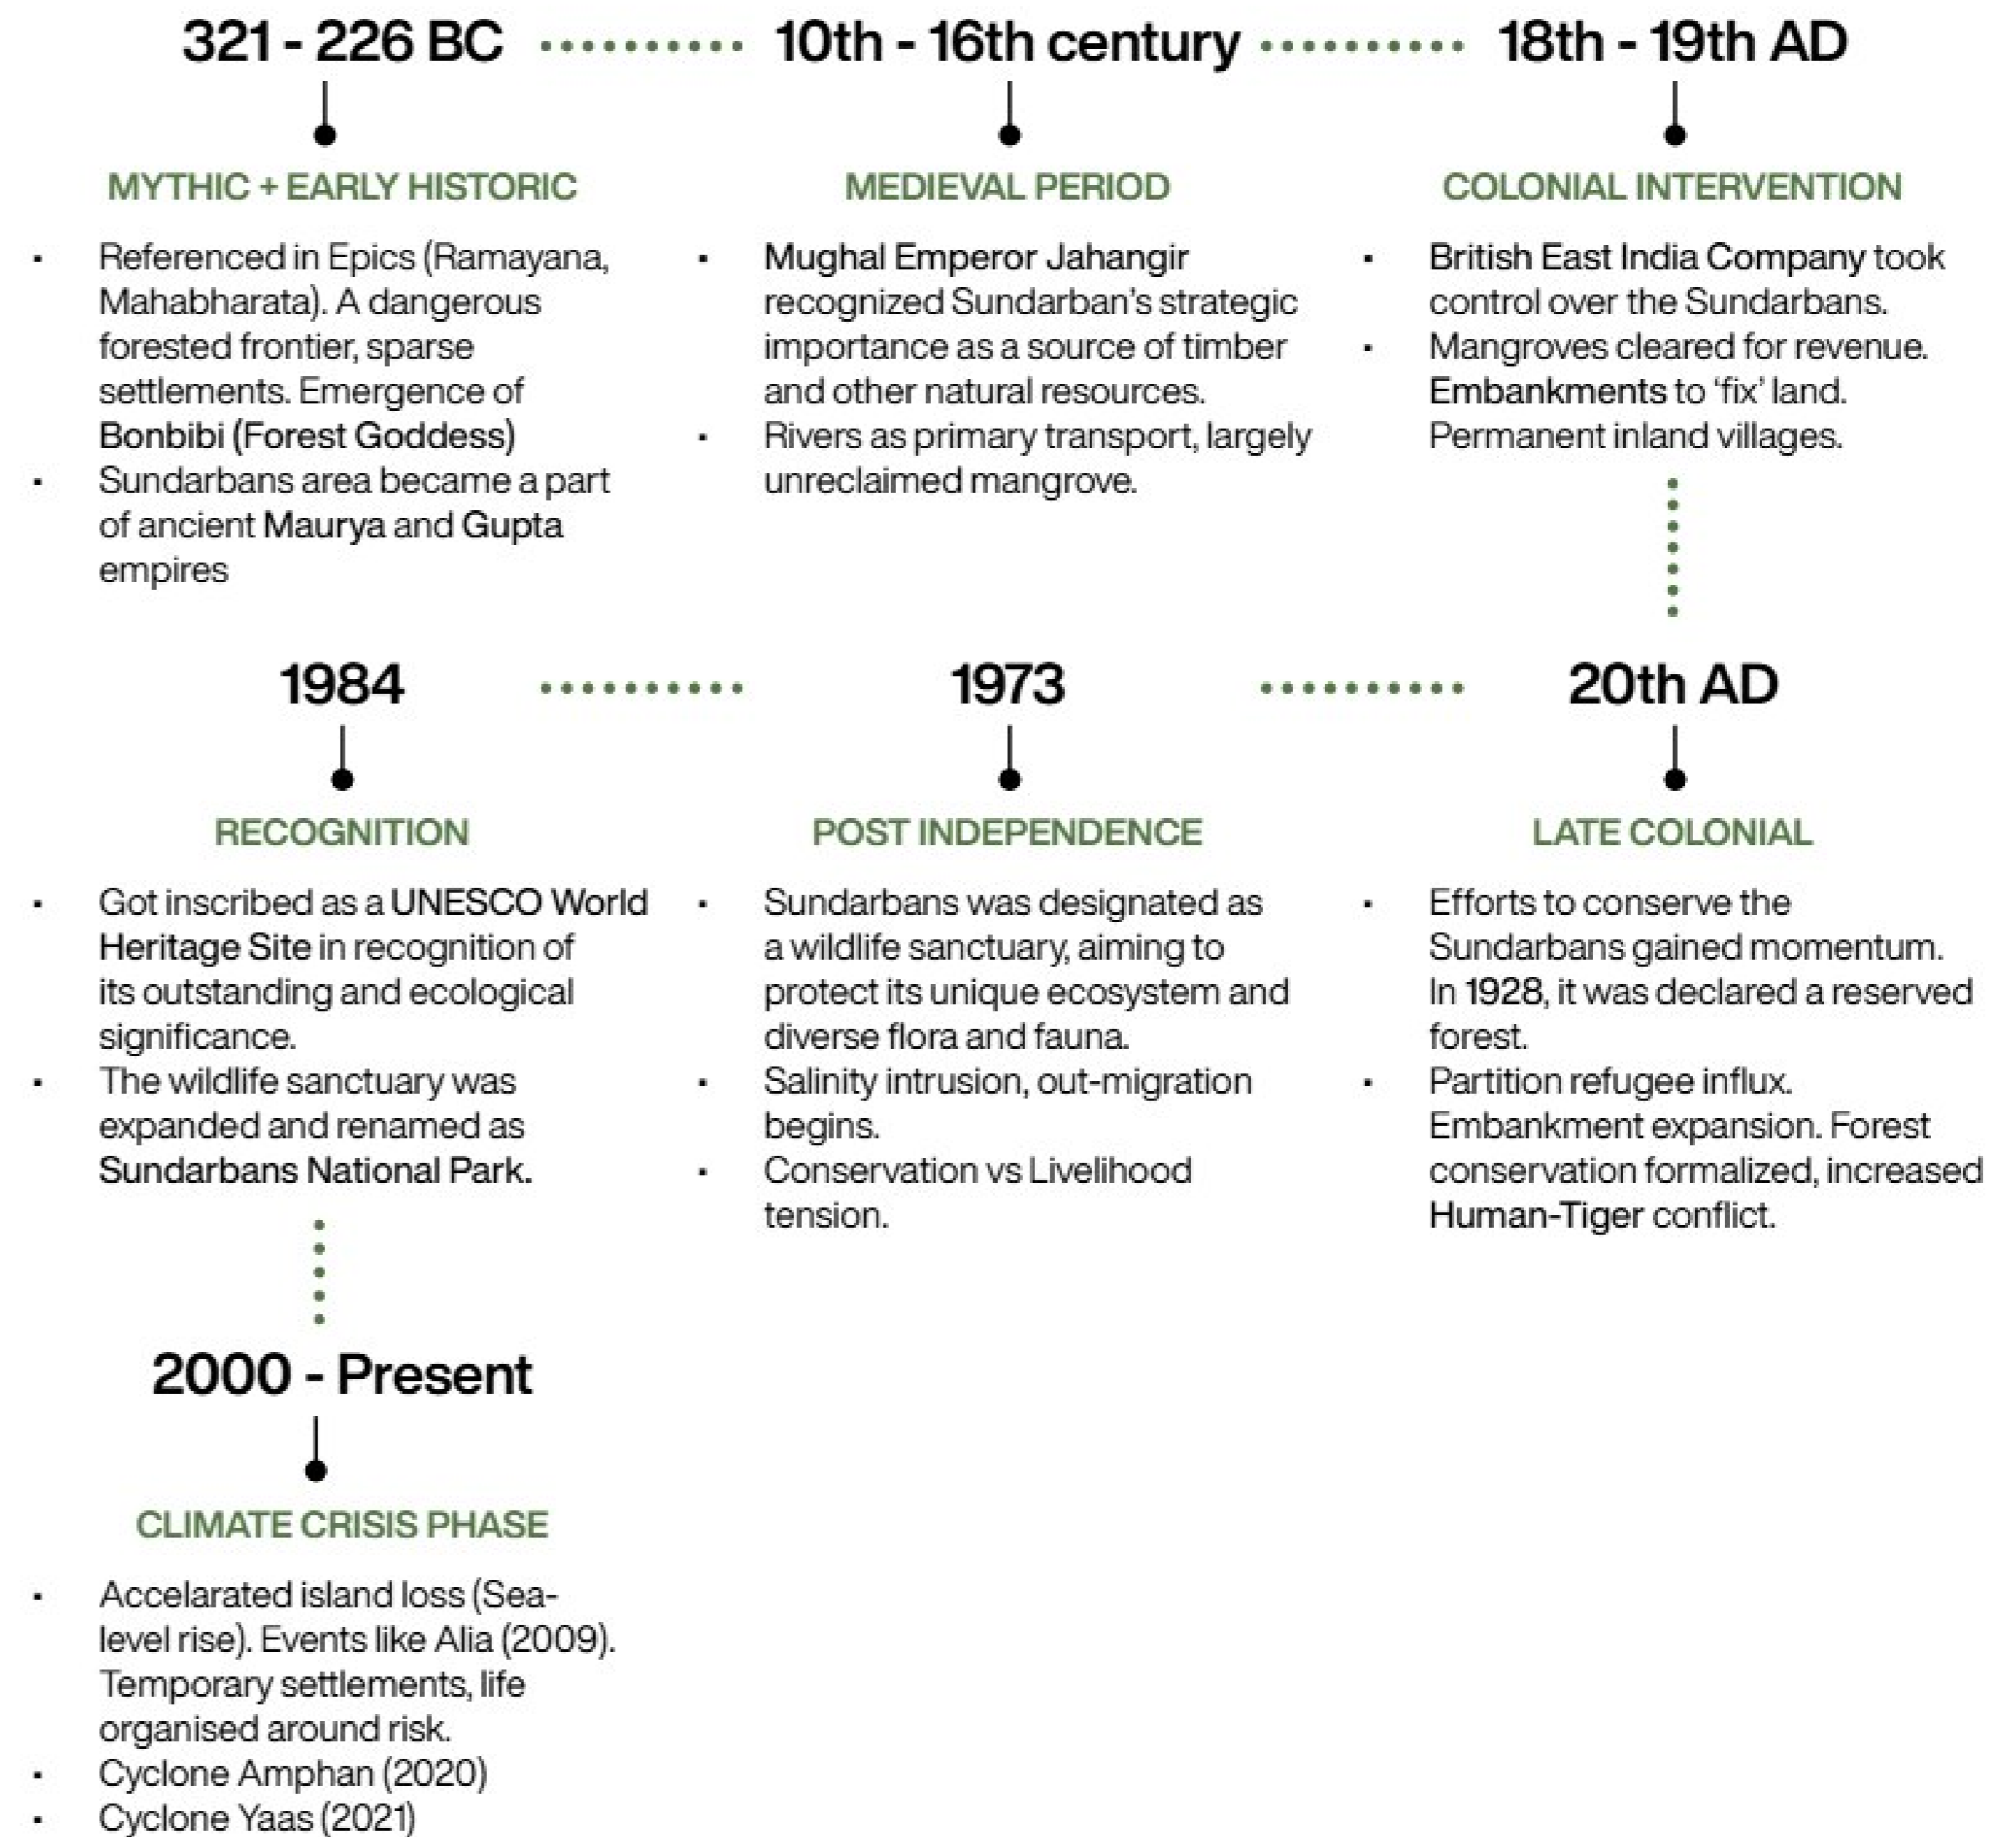 321 - 226 BC
MYTHIC + EARLY HISTORIC
▪ Referenced in Epics (Ramayana,
Mahabharata). A dangerous
forested frontier, sparse
settlements. Emergence of
Bonbibi (Forest Goddess)
▪ Sundarbans area became a part
of ancient Maurya and Gupta
empires
10th - 16th century
MEDIEVAL PERIOD
▪ Mughal Emperor Jahangir
recognized Sundarban's strategic
importance as a source of timber
and other natural resources.
▪ Rivers as primary transport, largely
unreclaimed mangrove.
18th - 19th AD
COLONIAL INTERVENTION
▪ British East India Company took
control over the Sundarbans.
▪ Mangroves cleared for revenue.
Embankments to ‘fix’ land.
Permanent inland villages.
20th AD
LATE COLONIAL
▪ Efforts to conserve the
Sundarbans gained momentum.
In 1928, it was declared a reserved
forest.
▪ Partition refugee influx.
Embankment expansion. Forest
conservation formalized, increased
Human-Tiger conflict.
1973
POST INDEPENDENCE
▪ Sundarbans was designated as
a wildlife sanctuary, aiming to
protect its unique ecosystem and
diverse flora and fauna.
▪ Salinity intrusion, out-migration
begins.
▪ Conservation vs Livelihood
tension.
1984
RECOGNITION
▪ Got inscribed as a UNESCO World
Heritage Site in recognition of
its outstanding and ecological
significance.
▪ The wildlife sanctuary was
expanded and renamed as
Sundarbans National Park.
2000 - Present
CLIMATE CRISIS PHASE
▪ Accelarated island loss (Sea-
level rise). Events like Alia (2009).
Temporary settlements, life
organised around risk.
▪ Cyclone Amphan (2020)
▪ Cyclone Yaas (2021)